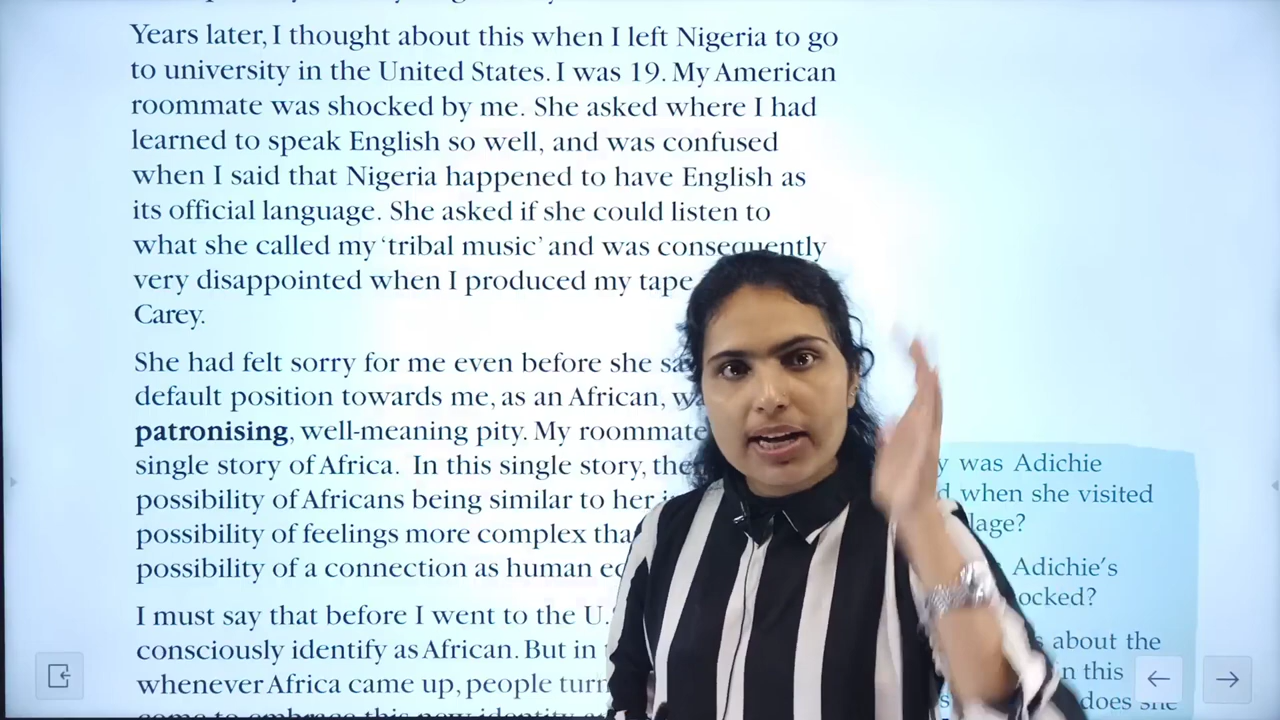 Years later, I thought about this when I left Nigeria to go
to university in the United States. I was 19. My American
roommate was shocked by me. She asked where I had
learned to speak English so well, and was confused
when I said that Nigeria happened to have English as
its official language. She asked if she could listen to
what she called my ‘tribal music’ and was consequently
very disappointed when I produced my tape
Carey.
She had felt sorry for me even before she
default position towards me, as an African,
patronising, well-meaning pity. My roommate
single story of Africa. In this single story,
possibility of Africans being similar to her
possibility of feelings more complex
possibility of a connection as human
I must say that before I went to the
consciously identify as African. But in
whenever Africa came up, people
come to embrace this new identity
was Adichie
when she visited
Adichie’s
about the
in this
does she